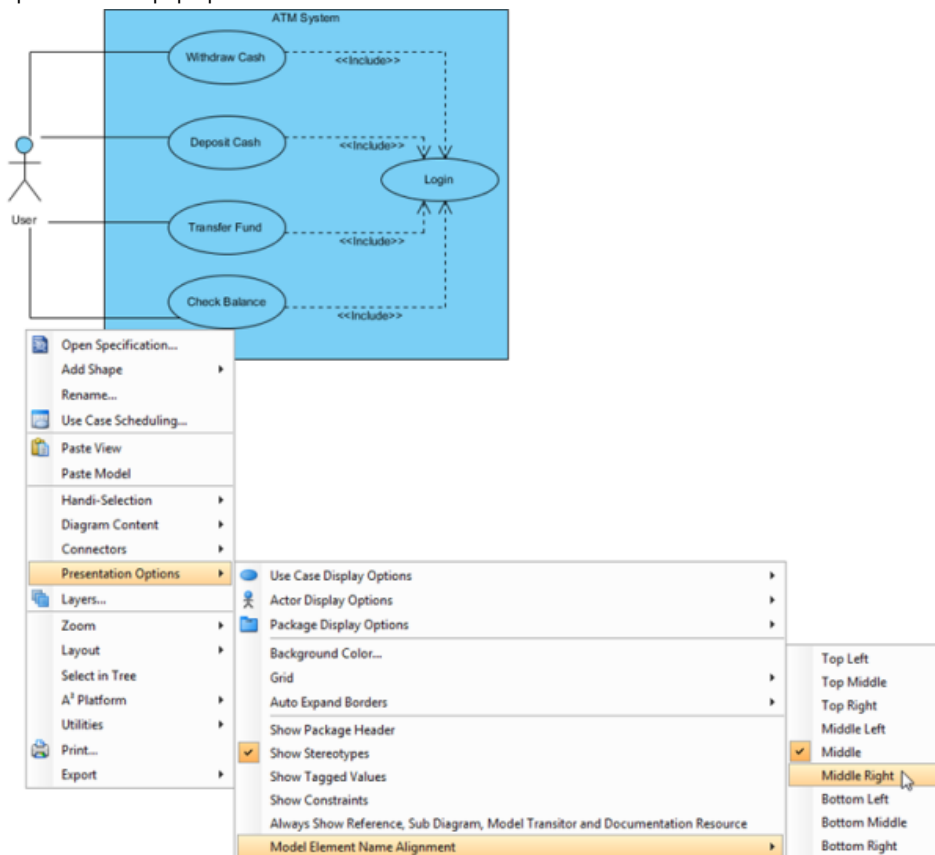 ATM System
Withdraw Cash
<<Include>>
Deposit Cash
<<Include>>
Login
User
Transfer Fund
<<Include>>
Check Balance
<<Include>>
Open Specification...
Add Shape
Rename...
Use Case Scheduling...
Paste View
Paste Model
Handi-Selection
Diagram Content
Connectors
Presentation Options
Layers...
Zoom
Layout
Select in Tree
A³ Platform
Utilities
Print...
Export
Use Case Display Options
Actor Display Options
Package Display Options
Background Color...
Grid
Auto Expand Borders
Show Package Header
Show Stereotypes
Show Tagged Values
Show Constraints
Always Show Reference, Sub Diagram, Model Transitor and Documentation Resource
Model Element Name Alignment
Top Left
Top Middle
Top Right
Middle Left
Middle
Middle Right
Bottom Left
Bottom Middle
Bottom Right